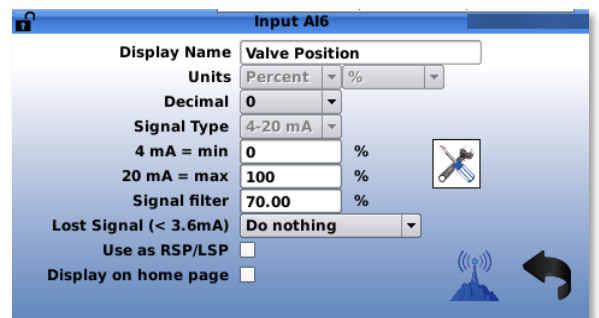 Input AI6
Display Name Valve Position
Units Percent %
Decimal 0
Signal Type 4-20 mA
4 mA = min 0 %
20 mA = max 100 %
Signal filter 70.00 %
Lost Signal (< 3.6mA) Do nothing
Use as RSP/LSP
Display on home page